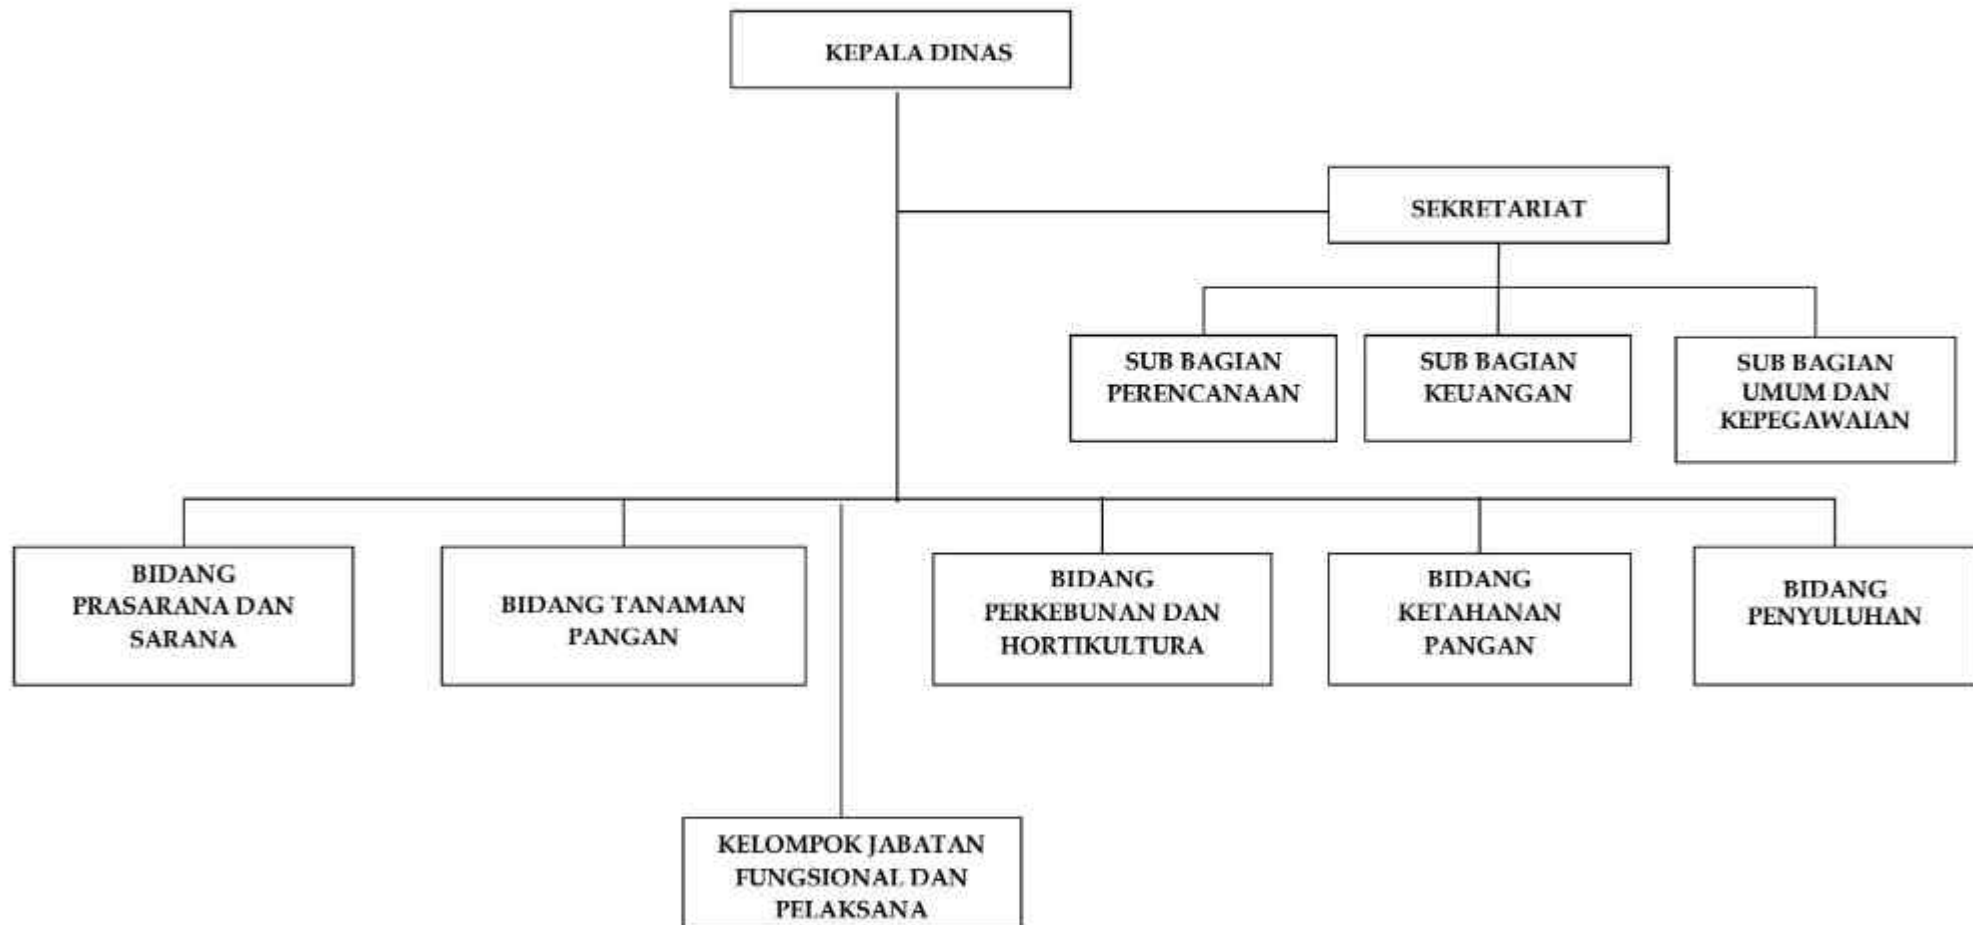 KEPALA DINAS
SEKRETARIAT
SUB BAGIAN
PERENCANAAN
SUB BAGIAN
KEUANGAN
SUB BAGIAN
UMUM DAN
KEPEGAWAIAN
BIDANG
PRASARANA DAN
SARANA
BIDANG TANAMAN
PANGAN
BIDANG
PERKEBUNAN DAN
HORTIKULTURA
BIDANG
KETAHANAN
PANGAN
BIDANG
PENYULUHAN
KELOMPOK JABATAN
FUNGSIONAL DAN
PELAKSANA